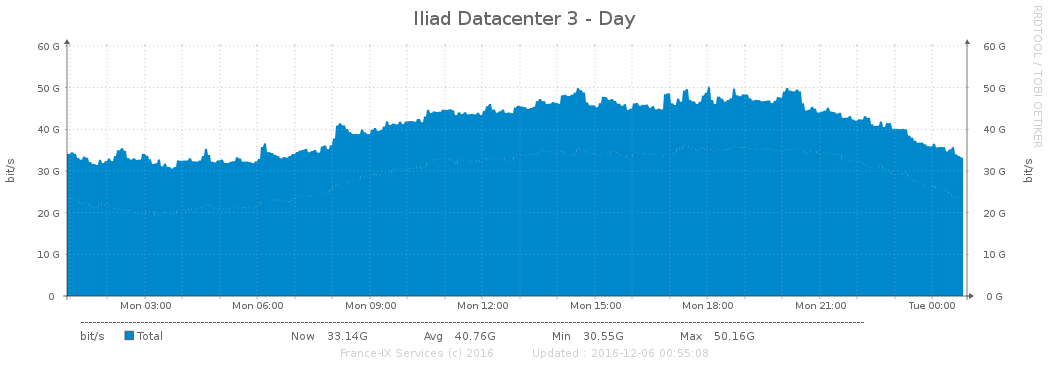 Iliad Datacenter 3 - Day
RRDTOOL / TOBI OETIKER
60 G 60 G
50 G 50 G
40 G 40 G
30 G 30 G
20 G 20 G
10 G 10 G
0 0 G
bit/s
bit/s
Mon 03:00 Mon 06:00 Mon 09:00 Mon 12:00 Mon 15:00 Mon 18:00 Mon 21:00 Tue 00:00
bit/s Total Now 33.14G Avg 40.76G Min 30.55G Max 50.16G
France-IX Services (c) 2016 Updated : 2016-12-06 00:55:08